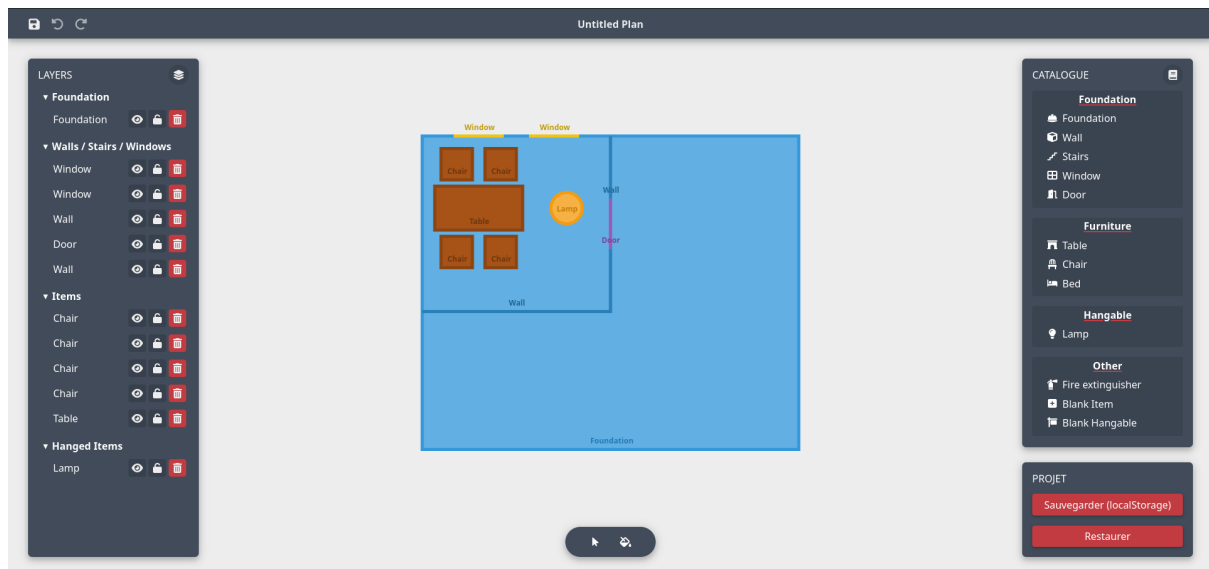 Untitled Plan
LAYERS
Foundation
Foundation
Walls / Stairs / Windows
Window
Window
Wall
Door
Wall
Items
Chair
Chair
Chair
Chair
Table
Hanged Items
Lamp
Window Window
Chair Chair
Wall
Lamp
Table
Door
Chair Chair
Wall
Foundation
CATALOGUE
Foundation
Foundation
Wall
Stairs
Window
Door
Furniture
Table
Chair
Bed
Hangable
Lamp
Other
Fire extinguisher
Blank Item
Blank Hangable
PROJET
Sauvegarder (localStorage)
Restaurer